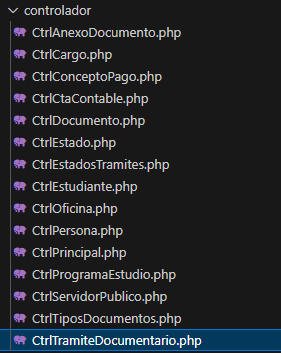 controlador
CtrlAnexoDocumento.php
CtrlCargo.php
CtrlConceptoPago.php
CtrlCtaContable.php
CtrlDocumento.php
CtrlEstado.php
CtrlEstadosTramites.php
CtrlEstudiante.php
CtrlOficina.php
CtrlPersona.php
CtrlPrincipal.php
CtrlProgramaEstudio.php
CtrlServidorPublico.php
CtrlTiposDocumentos.php
CtrlTramiteDocumentario.php